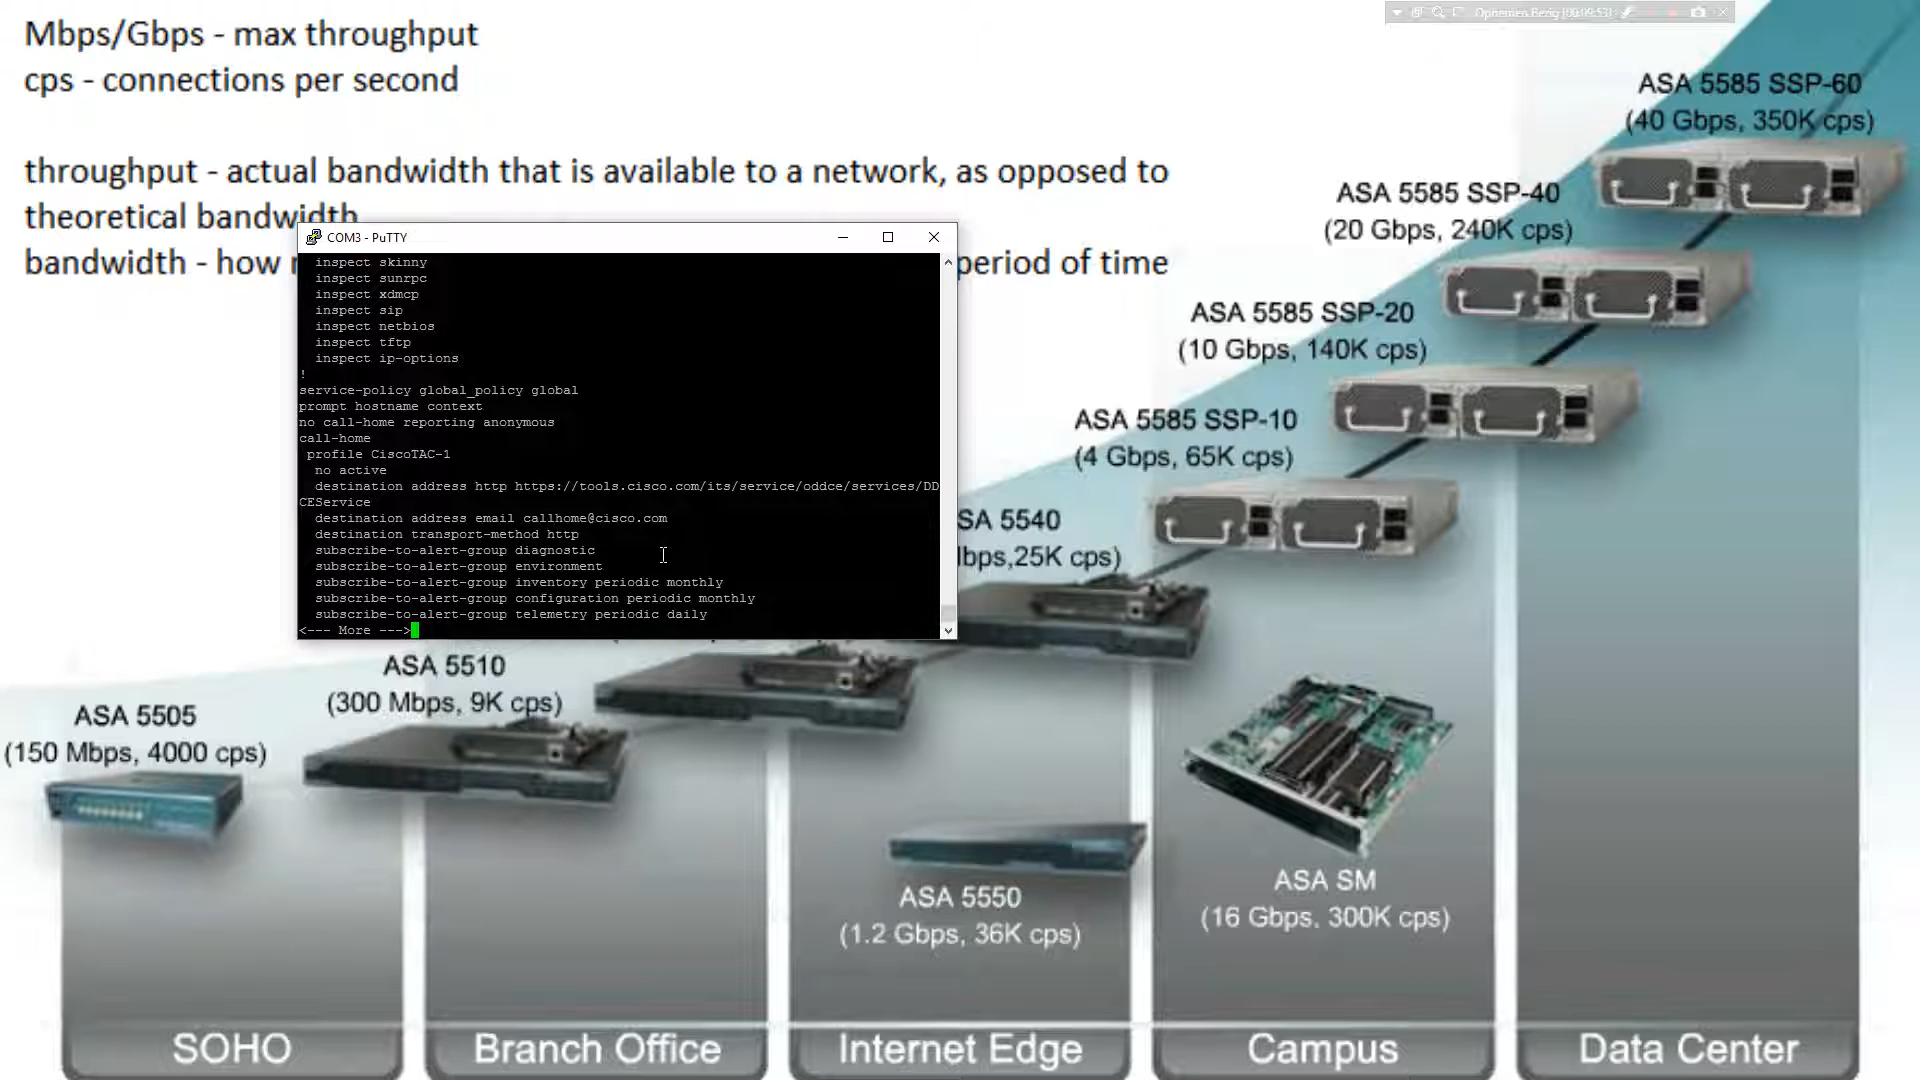 Mbps/Gbps - max throughput
cps - connections per second
throughput - actual bandwidth that is available to a network, as opposed to
theoretical bandwidth
bandwidth - how
period of time
COM3 - PuTTY
inspect skinny
inspect sunrpc
inspect xdmcp
inspect sip
inspect netbios
inspect tftp
inspect ip-options
!
service-policy global_policy global
prompt hostname context
no call-home reporting anonymous
call-home
profile CiscoTAC-1
no active
destination address http https://tools.cisco.com/its/service/oddce/services/DD
CEService
destination address email callhome@cisco.com
destination transport-method http
subscribe-to-alert-group diagnostic
subscribe-to-alert-group environment
subscribe-to-alert-group inventory periodic monthly
subscribe-to-alert-group configuration periodic monthly
subscribe-to-alert-group telemetry periodic daily
<--- More --->
ASA 5585 SSP-60
(40 Gbps, 350K cps)
ASA 5585 SSP-40
(20 Gbps, 240K cps)
ASA 5585 SSP-20
(10 Gbps, 140K cps)
ASA 5585 SSP-10
(4 Gbps, 65K cps)
SA 5540
bps,25K cps)
ASA 5510
(300 Mbps, 9K cps)
ASA 5505
(150 Mbps, 4000 cps)
ASA 5550
(1.2 Gbps, 36K cps)
ASA SM
(16 Gbps, 300K cps)
SOHO
Branch Office
Internet Edge
Campus
Data Center